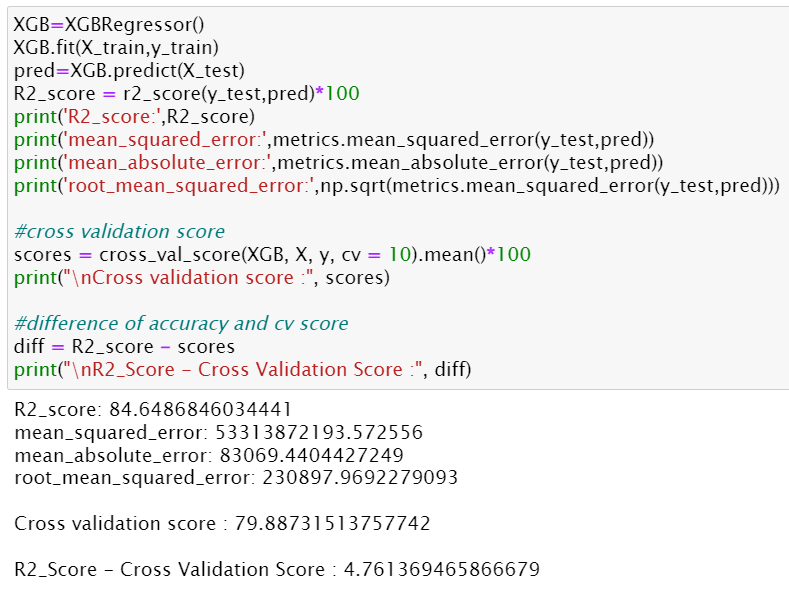 XGB=XGBRegressor()
XGB.fit(X_train,y_train)
pred=XGB.predict(X_test)
R2_score = r2_score(y_test,pred)*100
print('R2_score:',R2_score)
print('mean_squared_error:',metrics.mean_squared_error(y_test,pred))
print('mean_absolute_error:',metrics.mean_absolute_error(y_test,pred))
print('root_mean_squared_error:',np.sqrt(metrics.mean_squared_error(y_test,pred)))
#cross validation score
scores = cross_val_score(XGB, X, y, cv = 10).mean()*100
print("\nCross validation score :", scores)
#difference of accuracy and cv score
diff = R2_score - scores
print("\nR2_Score - Cross Validation Score :", diff)
R2_score: 84.6486846034441
mean_squared_error: 53313872193.572556
mean_absolute_error: 83069.4404427249
root_mean_squared_error: 230897.9692279093
Cross validation score : 79.88731513757742
R2_Score - Cross Validation Score : 4.761369465866679